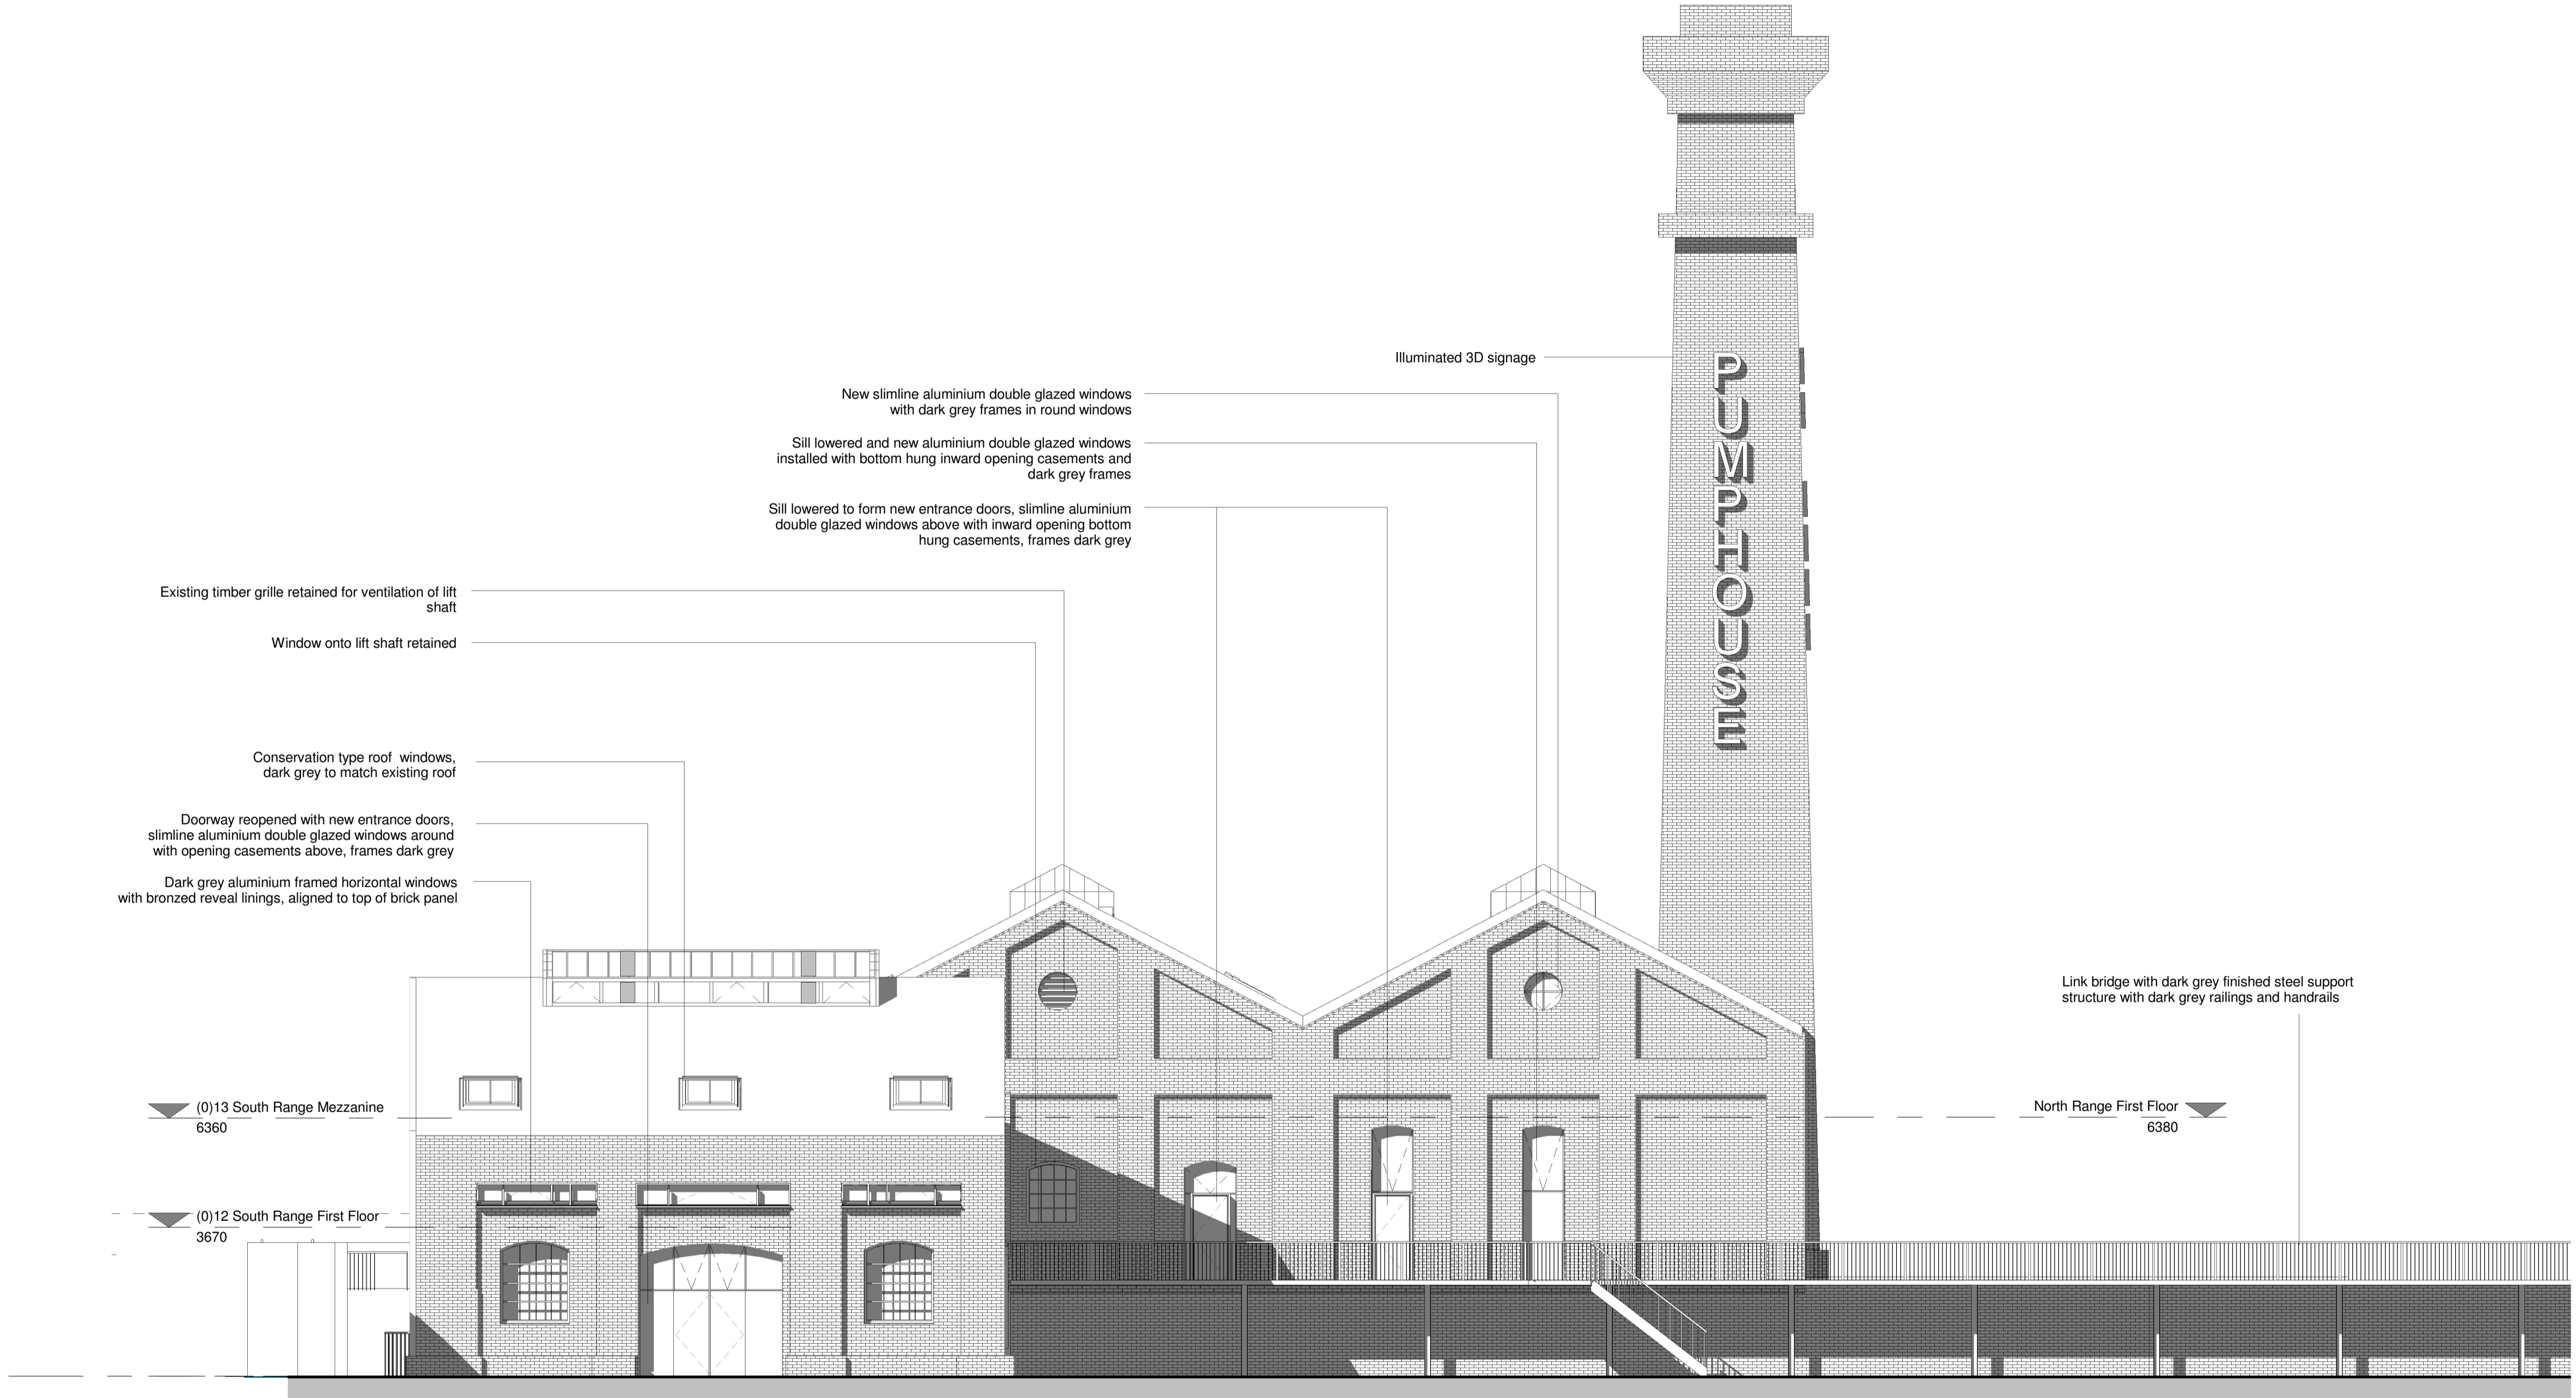 Illuminated 3D signage
PUMPHOUSE
New slimline aluminium double glazed windows
with dark grey frames in round windows
Sill lowered and new aluminium double glazed windows
installed with bottom hung inward opening casements and
dark grey frames
Sill lowered to form new entrance doors, slimline aluminium
double glazed windows above with inward opening bottom
hung casements, frames dark grey
Existing timber grille retained for ventilation of lift
shaft
Window onto lift shaft retained
Conservation type roof windows,
dark grey to match existing roof
Doorway reopened with new entrance doors,
slimline aluminium double glazed windows around
with opening casements above, frames dark grey
Dark grey aluminium framed horizontal windows
with bronzed reveal linings, aligned to top of brick panel
Link bridge with dark grey finished steel support
structure with dark grey railings and handrails
(0)13 South Range Mezzanine
6360
North Range First Floor
6380
(0)12 South Range First Floor
3670